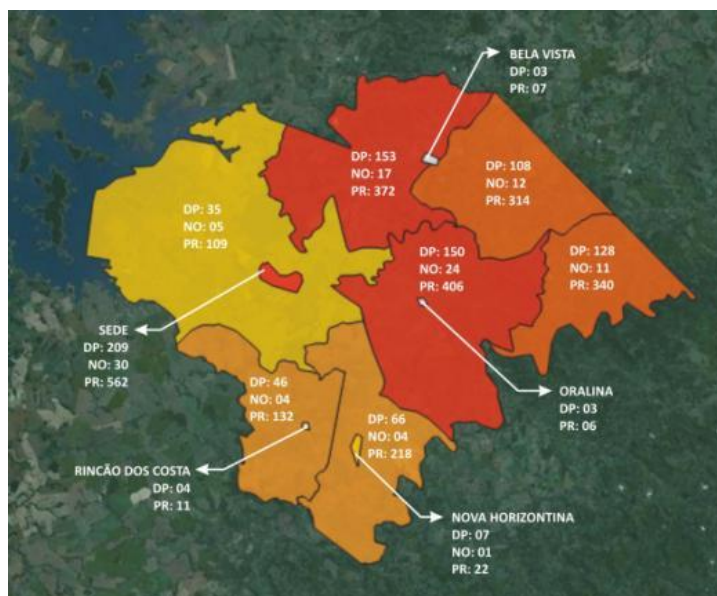 BELA VISTA
DP: 03
PR: 07
DP: 153
NO: 17
PR: 372
DP: 108
NO: 12
PR: 314
DP: 35
NO: 05
PR: 109
DP: 150
NO: 24
PR: 406
DP: 128
NO: 11
PR: 340
SEDE
DP: 209
NO: 30
PR: 562
DP: 46
NO: 04
PR: 132
DP: 66
NO: 04
PR: 218
ORALINA
DP: 03
PR: 06
RINCÃO DOS COSTA
DP: 04
PR: 11
NOVA HORIZONTINA
DP: 07
NO: 01
PR: 22